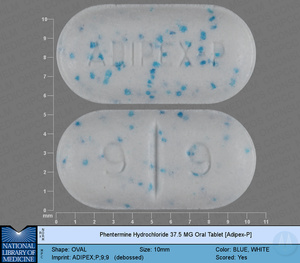 10
9
8
7
6
5
ADIPEX-P
5
4
3
2
1
0
9 9
0 1 2 3 4 5 6 7 8 9 10 11
Phentermine Hydrochloride 37.5 MG Oral Tablet [Adipex-P]
NATIONAL
LIBRARY OF
MEDICINE
Shape: OVAL Size: 10mm Color: BLUE, WHITE
Imprint: ADIPEX;P;9;9 (debossed) Scored: Yes